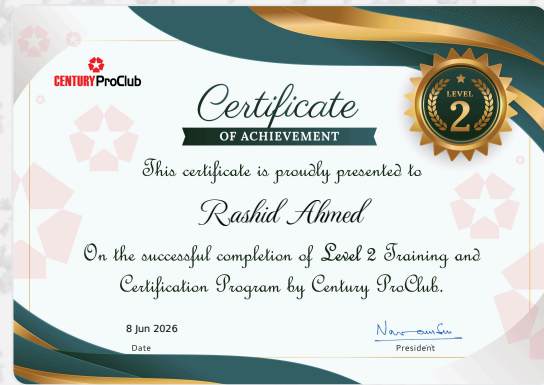 CENTURY ProClub
Certificate
OF ACHIEVEMENT
LEVEL
2
This certificate is proudly presented to
Rashid Ahmed
On the successful completion of Level 2 Training and
Certification Program by Century ProClub.
8 Jun 2026
Date
President